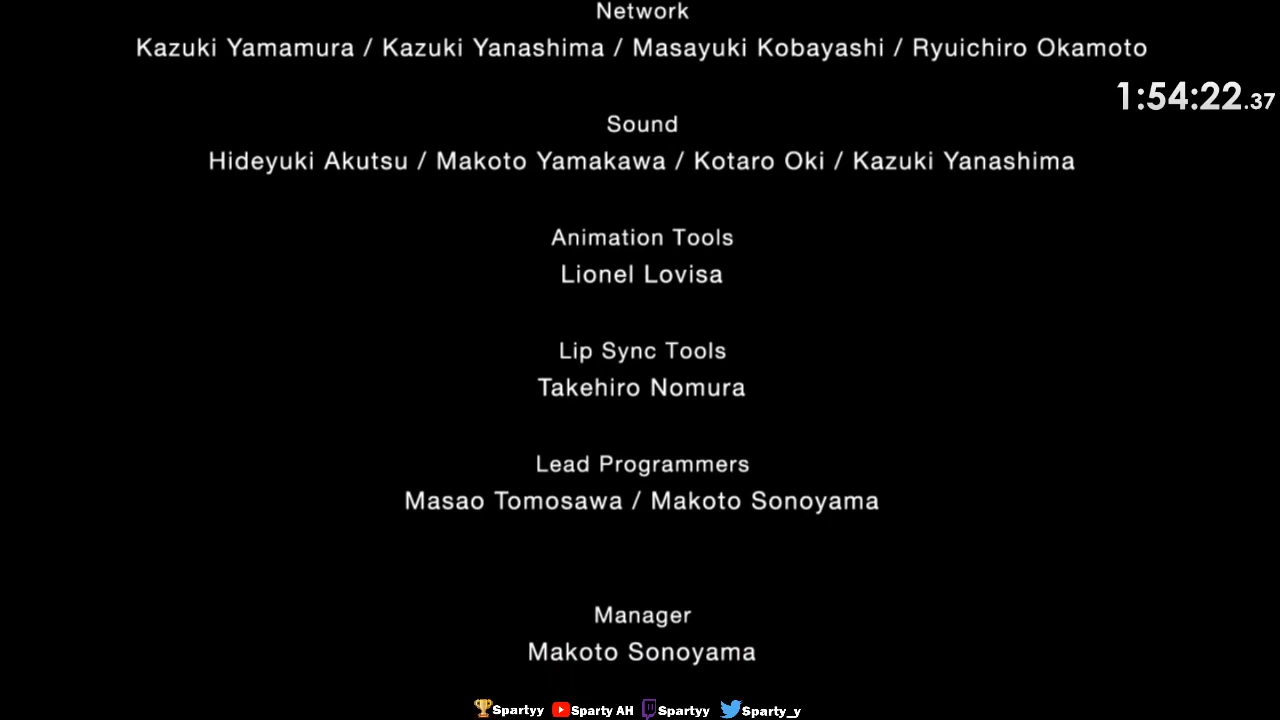 Network
Kazuki Yamamura / Kazuki Yanashima / Masayuki Kobayashi / Ryuichiro Okamoto
1:54:22.37
Sound
Hideyuki Akutsu / Makoto Yamakawa / Kotaro Oki / Kazuki Yanashima
Animation Tools
Lionel Lovisa
Lip Sync Tools
Takehiro Nomura
Lead Programmers
Masao Tomosawa / Makoto Sonoyama
Manager
Makoto Sonoyama
Spartyy Sparty AH Spartyy Sparty_y